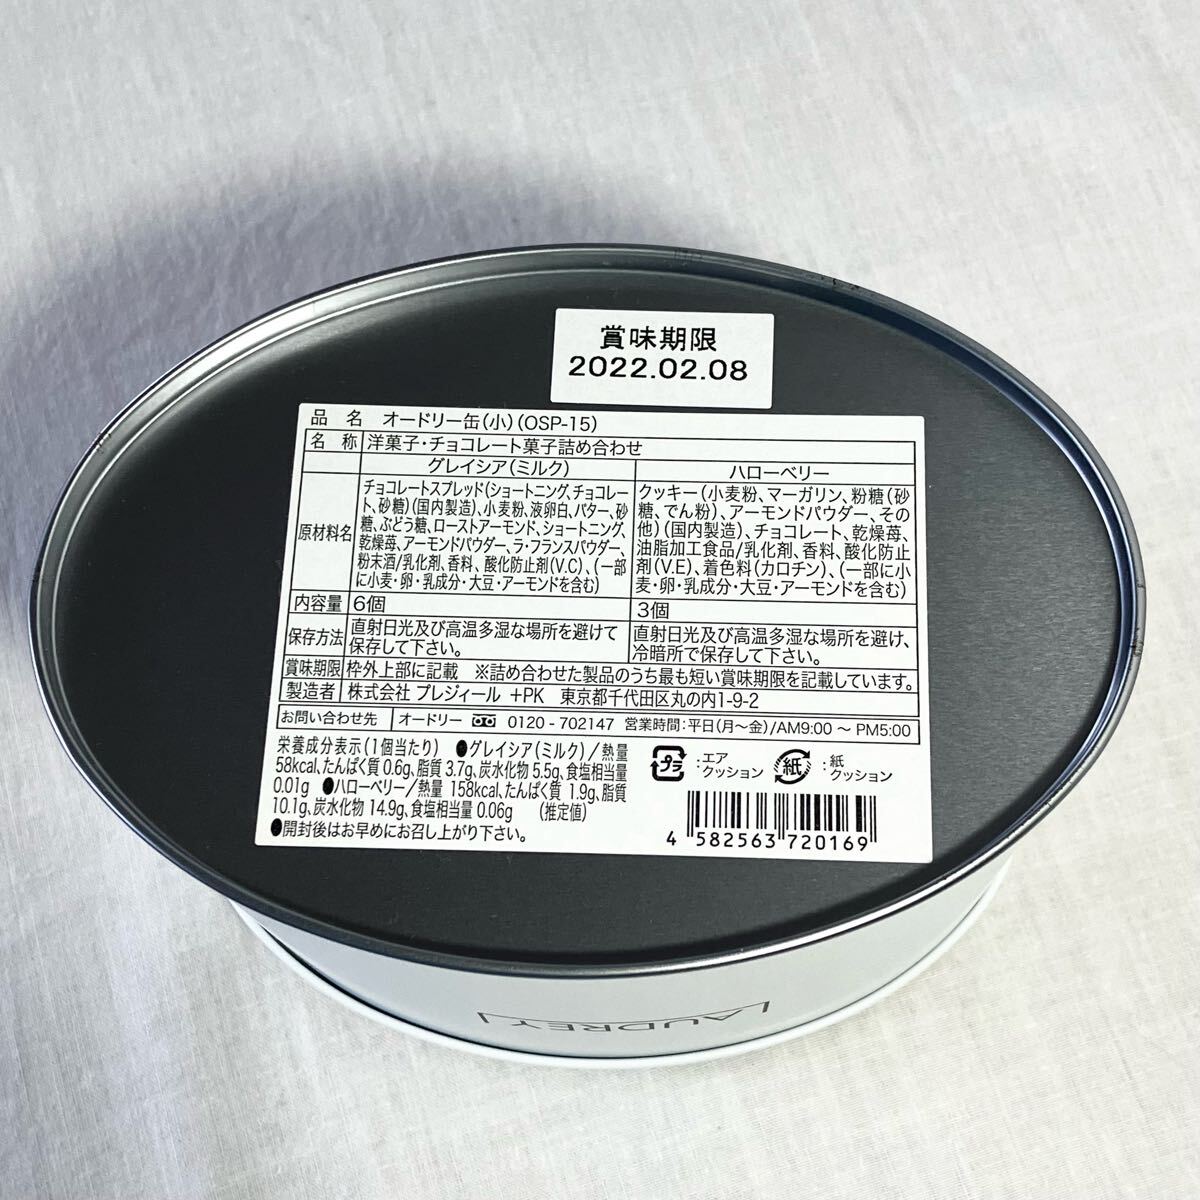 賞味期限
2022.02.08
品名 オードリー缶(小)(OSP-15)
名称 洋菓子・チョコレート菓子詰め合わせ
グレイシア(ミルク)
ハローベリー
原材料名
チョコレートスプレッド(ショートニング、チョコレー
ト、砂糖)(国内製造)、小麦粉、液卵白、バター、砂
糖、ぶどう糖、ローストアーモンド、ショートニング、
乾燥苺、アーモンドパウダー、ラ・フランスパウダー、
粉末酒/乳化剤、香料、酸化防止剤(V.C)、(一部
に小麦・卵・乳成分・大豆・アーモンドを含む)
クッキー(小麦粉、マーガリン、粉糖(砂
糖、でん粉)、アーモンドパウダー、その
他)(国内製造)、チョコレート、乾燥苺、
油脂加工食品/乳化剤、香料、酸化防止
剤(V.E)、着色料(カロチン)、(一部に小
麦・卵・乳成分・大豆・アーモンドを含む)
内容量 6個
3個
保存方法 直射日光及び高温多湿な場所を避けて
保存して下さい。
直射日光及び高温多湿な場所を避け、
冷暗所で保存して下さい。
賞味期限 枠外上部に記載 ※詰め合わせた製品のうち最も短い賞味期限を記載しています。
製造者 株式会社 プレジィール +PK 東京都千代田区丸の内1-9-2
お問い合わせ先 オードリー 0120-702147 営業時間:平日(月~金)/AM9:00 ~ PM5:00
栄養成分表示(1個当たり) ●グレイシア(ミルク)/熱量
58kcal、たんぱく質 0.6g、脂質 3.7g、炭水化物 5.5g、食塩相当量
0.01g ●ハローベリー/熱量 158kcal、たんぱく質 1.9g、脂質
10.1g、炭水化物 14.9g、食塩相当量 0.06g (推定値)
●開封後はお早めにお召し上がり下さい。
プラ :エア
クッション
紙 :紙
クッション
4 582563 720169
AUDREY